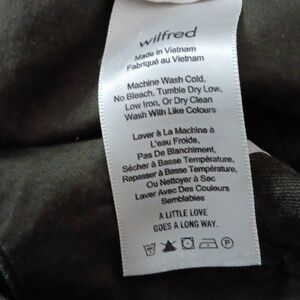 wilfred
Made in Vietnam
Fabriqué au Vietnam
Machine Wash Cold,
No Bleach, Tumble Dry Low,
Low Iron, Or Dry Clean
Wash With Like Colours
Laver à La Machine à
L'eau Froide,
Pas De Blanchiment,
Sécher à Basse Température,
Repasser à Basse Température,
Ou Nettoyer à Sec
Laver Avec Des Couleurs
Semblables
A LITTLE LOVE
GOES A LONG WAY.